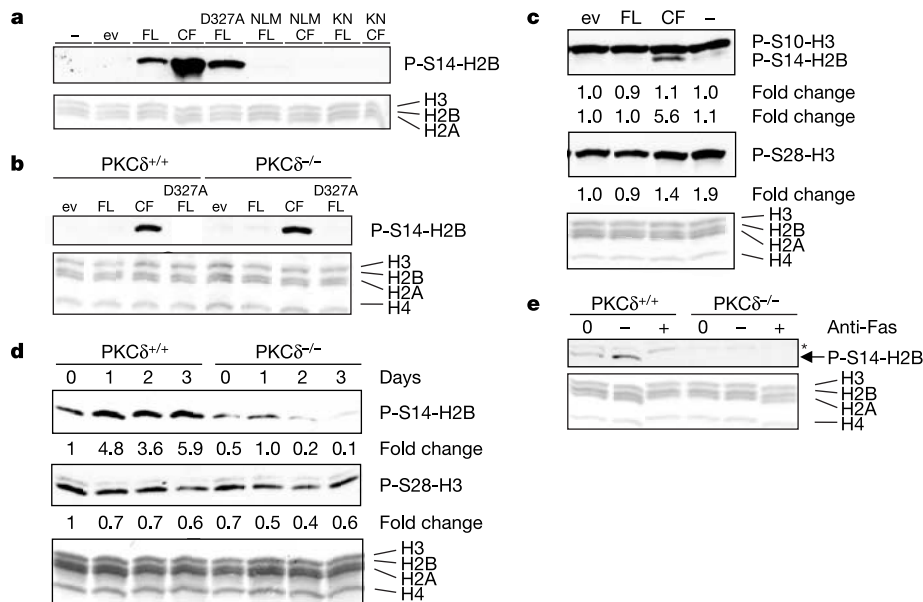 a
– ev FL CF D327A FL NLM FL NLM CF KN FL KN CF
P-S14-H2B
H3
H2B
H2A
b
PKCδ+/+ PKCδ−/−
ev FL CF D327A FL ev FL CF D327A FL
P-S14-H2B
H3
H2B
H2A
H4
c
ev FL CF –
P-S10-H3
P-S14-H2B
1.0 0.9 1.1 1.0 Fold change
1.0 1.0 5.6 1.1 Fold change
P-S28-H3
1.0 0.9 1.4 1.9 Fold change
H3
H2B
H2A
H4
d
PKCδ+/+ PKCδ−/−
0 1 2 3 0 1 2 3 Days
P-S14-H2B
1 4.8 3.6 5.9 0.5 1.0 0.2 0.1 Fold change
P-S28-H3
1 0.7 0.7 0.6 0.7 0.5 0.4 0.6 Fold change
H3
H2B
H2A
H4
e
PKCδ+/+ PKCδ−/−
0 – + 0 – + Anti-Fas
*
P-S14-H2B
H3
H2B
H2A
H4